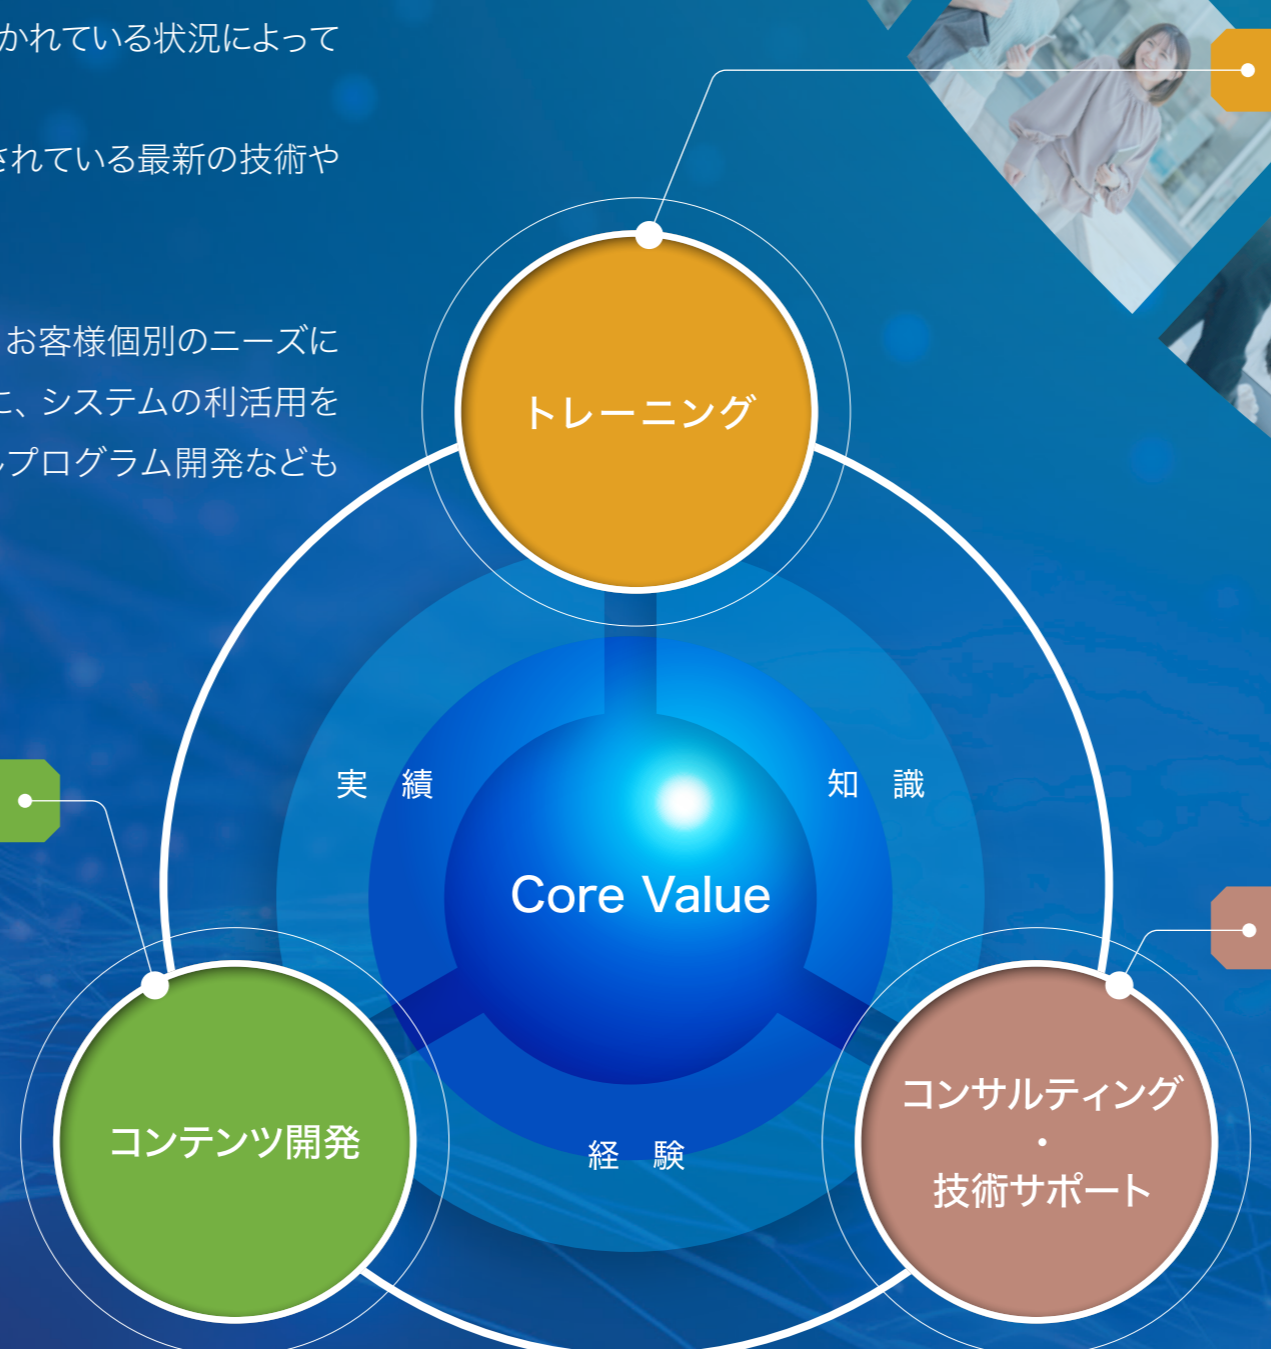 かれている状況によって
されている最新の技術や
お客様個別のニーズに
に、システムの利活用を
プログラム開発なども
トレーニング
実 績
知 識
Core Value
コンテンツ開発
コンサルティング
・
技術サポート
経 験